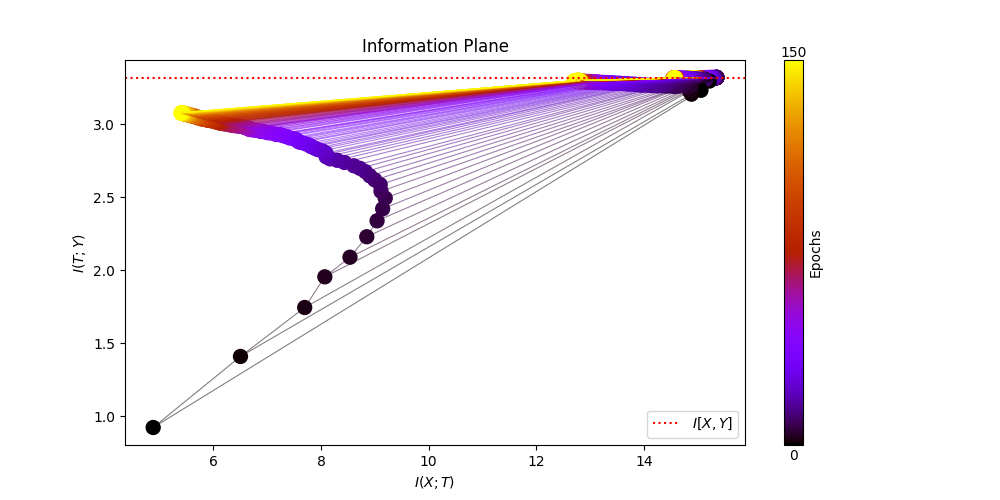 Information Plane
150
3.0
2.5
2.0
1.5
1.0
I(T; Y)
Epochs
I[X, Y]
6 8 10 12 14
0
I(X; T)